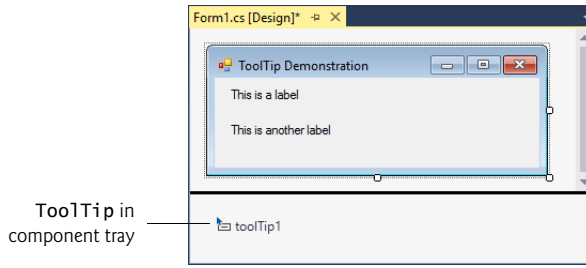 Form1.cs [Design]*
ToolTip Demonstration
This is a label
This is another label
ToolTip in
component tray
toolTip1